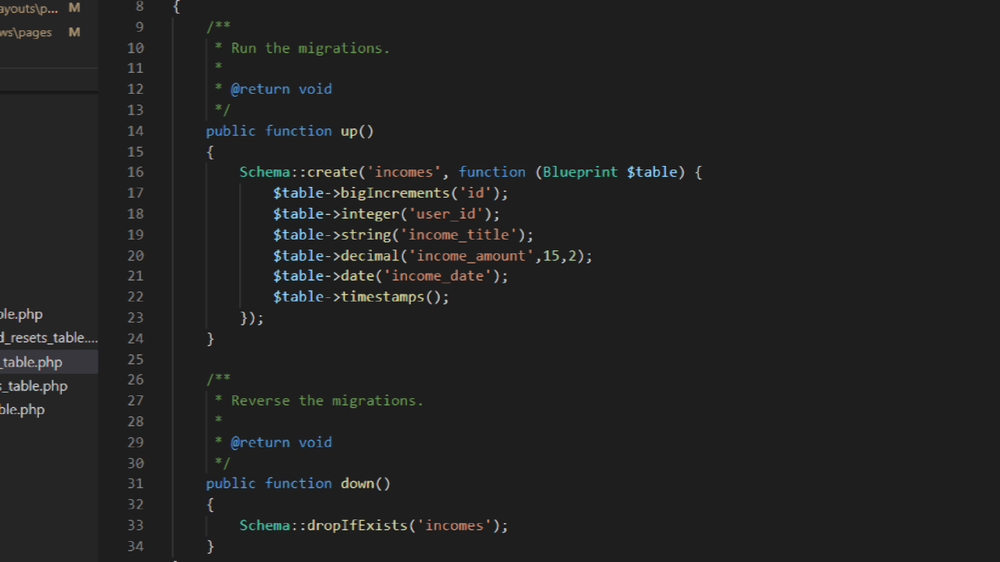 ayouts\p... M
ws\pages M
ole.php
d_resets_table....
_table.php
s_table.php
ble.php
8 {
9 /**
10 * Run the migrations.
11 *
12 * @return void
13 */
14 public function up()
15 {
16 Schema::create('incomes', function (Blueprint $table) {
17 $table->bigIncrements('id');
18 $table->integer('user_id');
19 $table->string('income_title');
20 $table->decimal('income_amount',15,2);
21 $table->date('income_date');
22 $table->timestamps();
23 });
24 }
25
26 /**
27 * Reverse the migrations.
28 *
29 * @return void
30 */
31 public function down()
32 {
33 Schema::dropIfExists('incomes');
34 }